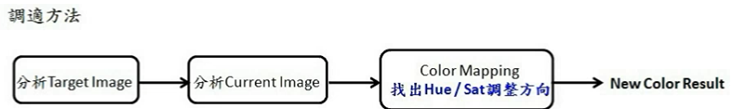 調適方法
分析Target Image
分析Current Image
Color Mapping
找出Hue / Sat調整方向
New Color Result